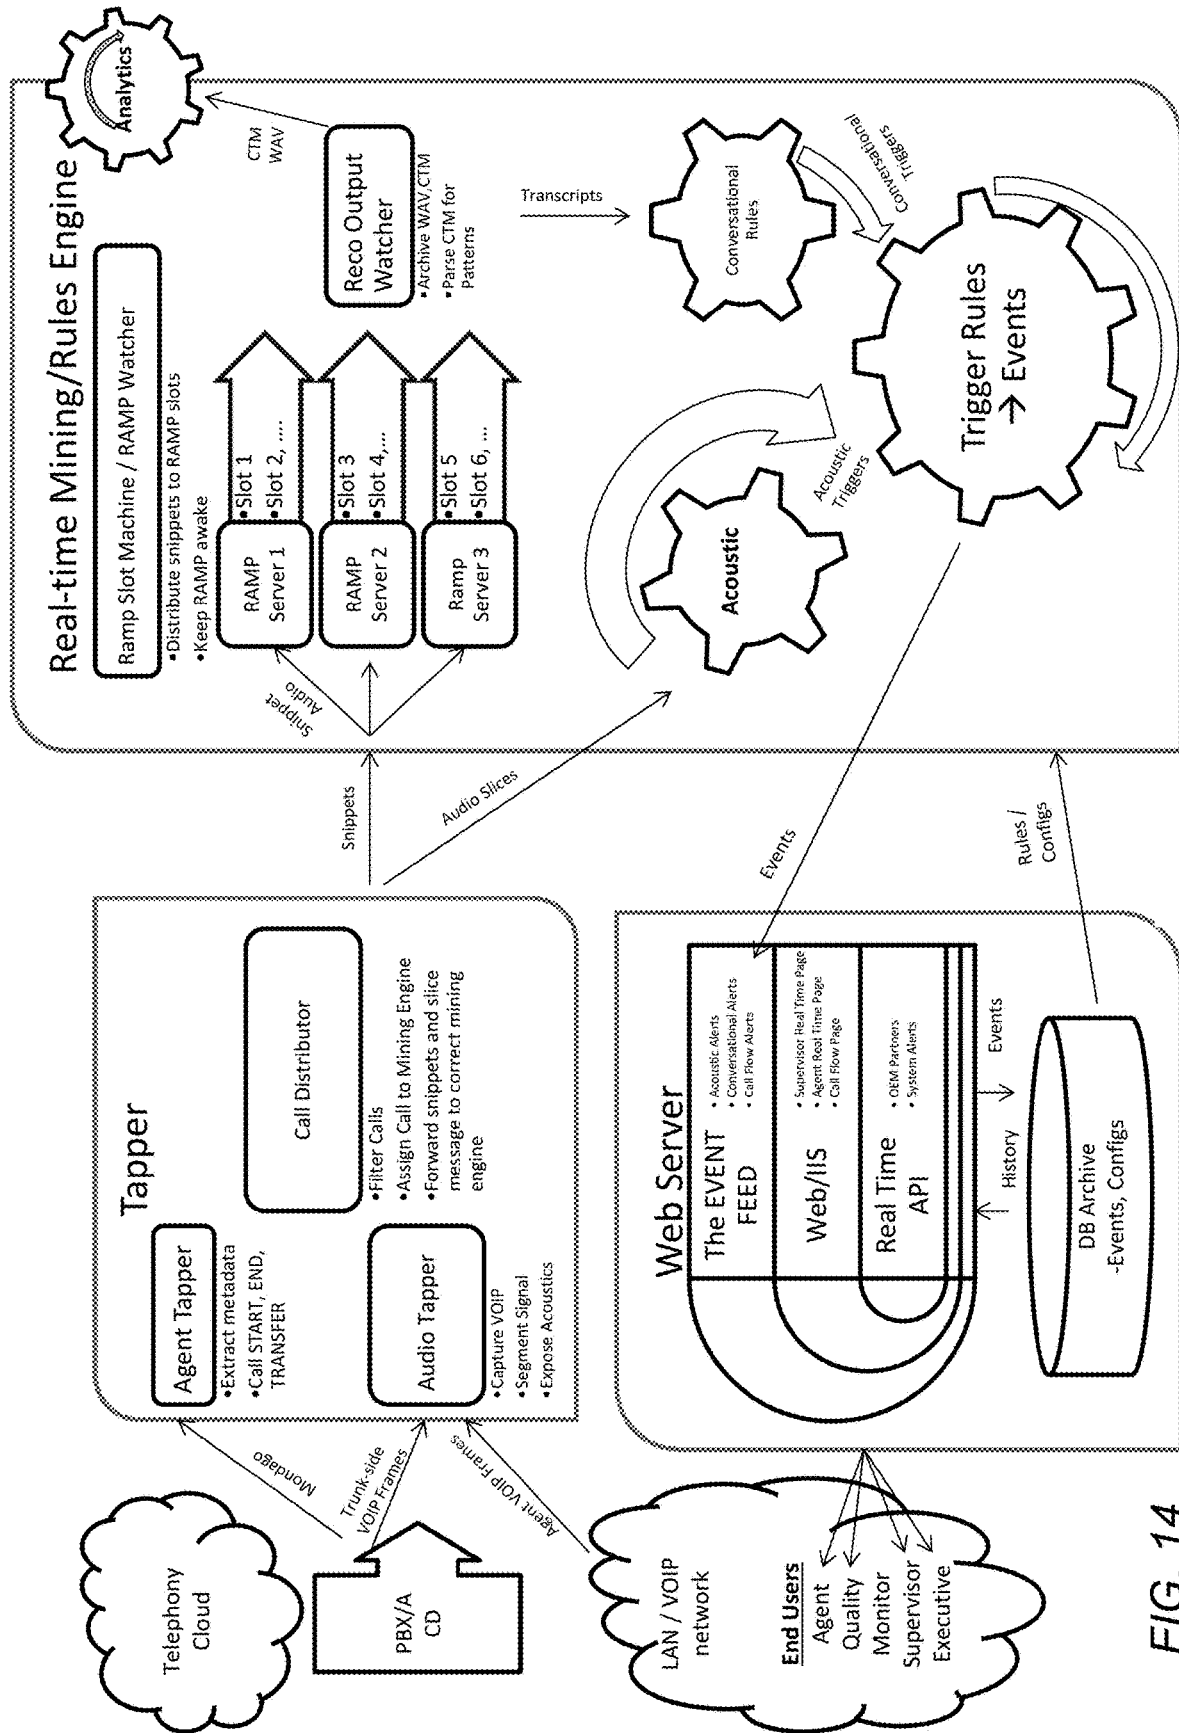 Telephony
Cloud
PBX/A
CD
Mondago
Trunk-side
VOIP Frames
Agent VOIP Frames
LAN / VOIP
network
End Users
Agent
Quality
Monitor
Supervisor
Executive
Tapper
Agent Tapper
•Extract metadata
•Call START, END,
TRANSFER
Audio Tapper
•Capture VOIP
•Segment Signal
•Expose Acoustics
Call Distributor
•Filter Calls
•Assign Call to Mining Engine
•Forward snippets and slice
message to correct mining
engine
Snippets
Audio Slices
Web Server
The EVENT
FEED
• Acoustic Alerts
• Conversational Alerts
• Call Flow Alerts
Web/IIS
• Supervisor Real Time Page
• Agent Real Time Page
• Call Flow Page
Real Time
API
• OEM Partners
• System Alerts
History
Events
DB Archive
-Events, Configs
Events
Rules /
Configs
Real-time Mining/Rules Engine
Ramp Slot Machine / RAMP Watcher
•Distribute snippets to RAMP slots
•Keep RAMP awake
Snippet
Audio
RAMP
Server 1
•Slot 1
•Slot 2, ....
RAMP
Server 2
•Slot 3
•Slot 4,...
Ramp
Server 3
•Slot 5
•Slot 6, ...
Reco Output
Watcher
•Archive WAV,CTM
•Parse CTM for
Patterns
CTM
WAV
Analytics
Transcripts
Conversational
Rules
Conversational
Triggers
Acoustic
Acoustic
Triggers
Trigger Rules
→ Events
FIG. 14